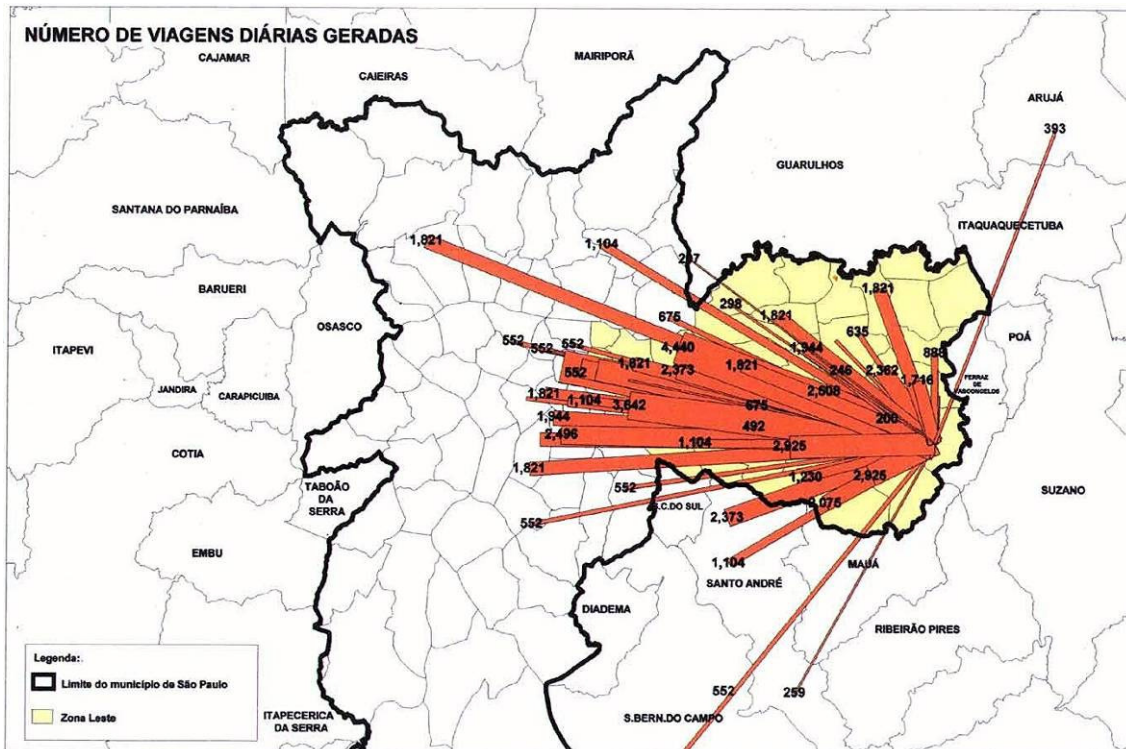 NÚMERO DE VIAGENS DIÁRIAS GERADAS
CAJAMAR
CAIEIRAS
MAIRIPORÃ
ARUJÁ
393
GUARULHOS
SANTANA DO PARNAÍBA
ITAQUAQUECETUBA
1,821
1,104
BARUERI
298
1,821
1,821
OSASCO
675
635
POÁ
ITAPEVI
552
552
552
4,440
1,944
888
1,821
2,373
1,821
246
2,362
1,716
JANDIRA
CARAPICUIBA
552
2,608
FERRAZ
DE
VASCONCELOS
1,821
1,104
3,642
675
200
1,944
492
COTIA
2,496
1,104
2,925
1,821
1,230
2,925
TABOÃO
DA
SERRA
552
SUZANO
552
S.C.DO SUL
2,373
EMBU
1,104
SANTO ANDRÉ
MAUÁ
DIADEMA
RIBEIRÃO PIRES
Legenda:
Limite do município de São Paulo
552
259
Zona Leste
ITAPECERICA
DA SERRA
S.BERN.DO CAMPO